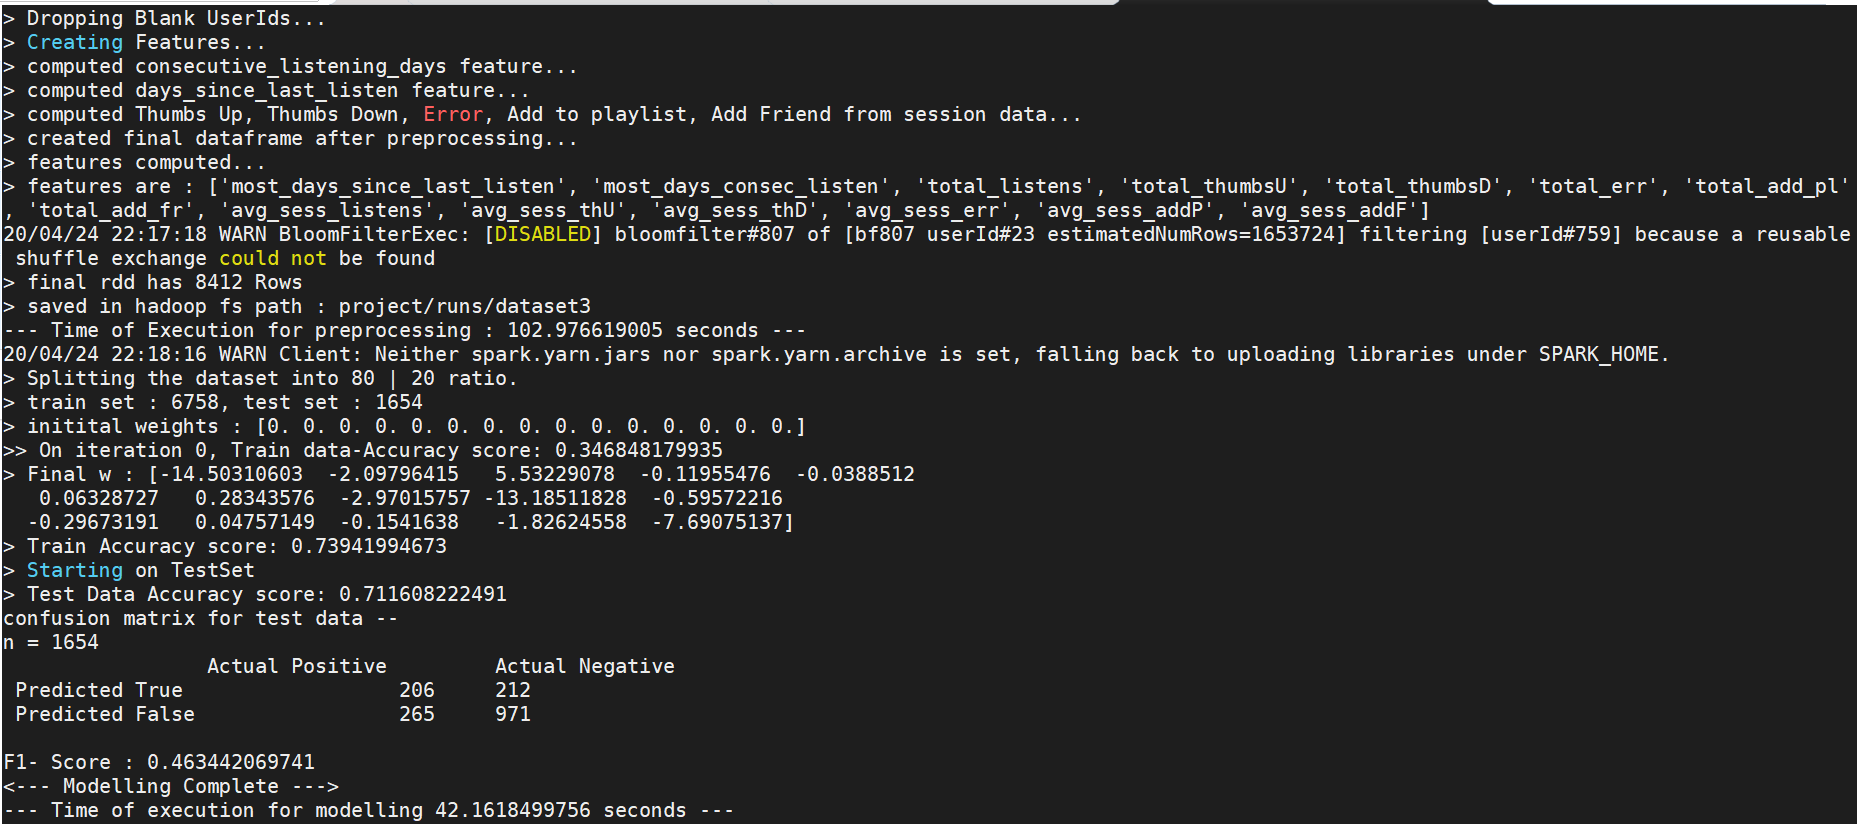 > Dropping Blank UserIds...
> Creating Features...
> computed consecutive_listening_days feature...
> computed days_since_last_listen feature...
> computed Thumbs Up, Thumbs Down, Error, Add to playlist, Add Friend from session data...
> created final dataframe after preprocessing...
> features computed...
> features are : ['most_days_since_last_listen', 'most_days_consec_listen', 'total_listens', 'total_thumbsU', 'total_thumbsD', 'total_err', 'total_add_pl'
, 'total_add_fr', 'avg_sess_listens', 'avg_sess_thU', 'avg_sess_thD', 'avg_sess_err', 'avg_sess_addP', 'avg_sess_addF']
20/04/24 22:17:18 WARN BloomFilterExec: [DISABLED] bloomfilter#807 of [bf807 userId#23 estimatedNumRows=1653724] filtering [userId#759] because a reusable
 shuffle exchange could not be found
> final rdd has 8412 Rows
> saved in hadoop fs path : project/runs/dataset3
--- Time of Execution for preprocessing : 102.976619005 seconds ---
20/04/24 22:18:16 WARN Client: Neither spark.yarn.jars nor spark.yarn.archive is set, falling back to uploading libraries under SPARK_HOME.
> Splitting the dataset into 80 | 20 ratio.
> train set : 6758, test set : 1654
> initital weights : [0. 0. 0. 0. 0. 0. 0. 0. 0. 0. 0. 0. 0. 0. 0.]
>> On iteration 0, Train data-Accuracy score: 0.346848179935
> Final w : [-14.50310603  -2.09796415   5.53229078  -0.11955476  -0.0388512
   0.06328727   0.28343576  -2.97015757 -13.18511828  -0.59572216
  -0.29673191   0.04757149  -0.1541638   -1.82624558  -7.69075137]
> Train Accuracy score: 0.73941994673
> Starting on TestSet
> Test Data Accuracy score: 0.711608222491
confusion matrix for test data --
n = 1654
                 Actual Positive         Actual Negative
 Predicted True                  206     212
 Predicted False                 265     971
F1- Score : 0.463442069741
<--- Modelling Complete --->
--- Time of execution for modelling 42.1618499756 seconds ---